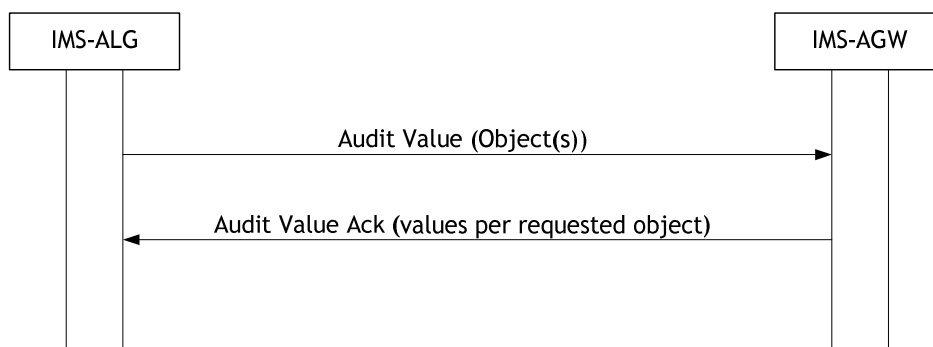 IMS-ALG
IMS-AGW
Audit Value (Object(s))
Audit Value Ack (values per requested object)